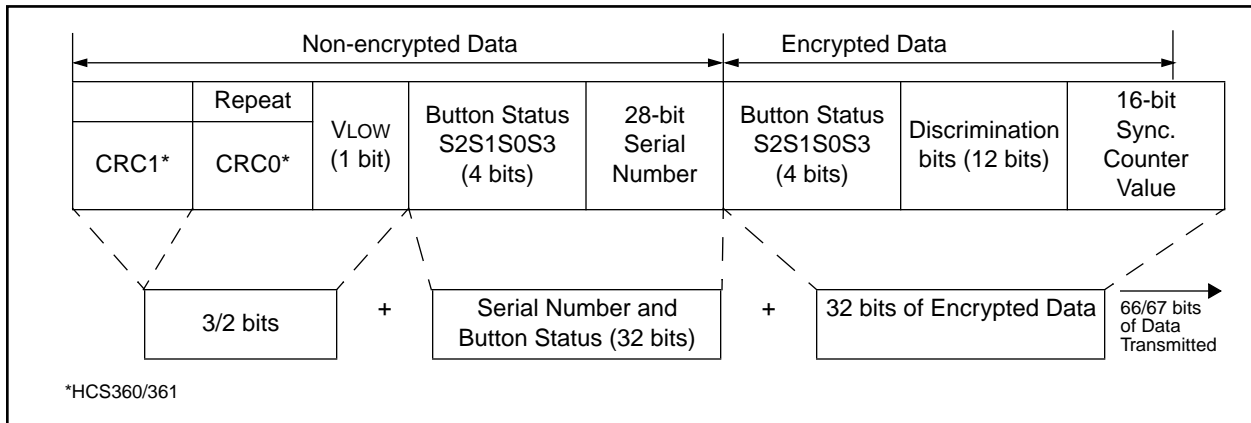 Non-encrypted Data
Encrypted Data
Repeat
CRC1*
CRC0*
VLOW
(1 bit)
Button Status
S2S1S0S3
(4 bits)
28-bit
Serial
Number
Button Status
S2S1S0S3
(4 bits)
Discrimination
bits (12 bits)
16-bit
Sync.
Counter
Value
3/2 bits
+
Serial Number and
Button Status (32 bits)
+
32 bits of Encrypted Data
66/67 bits
of Data
Transmitted
*HCS360/361